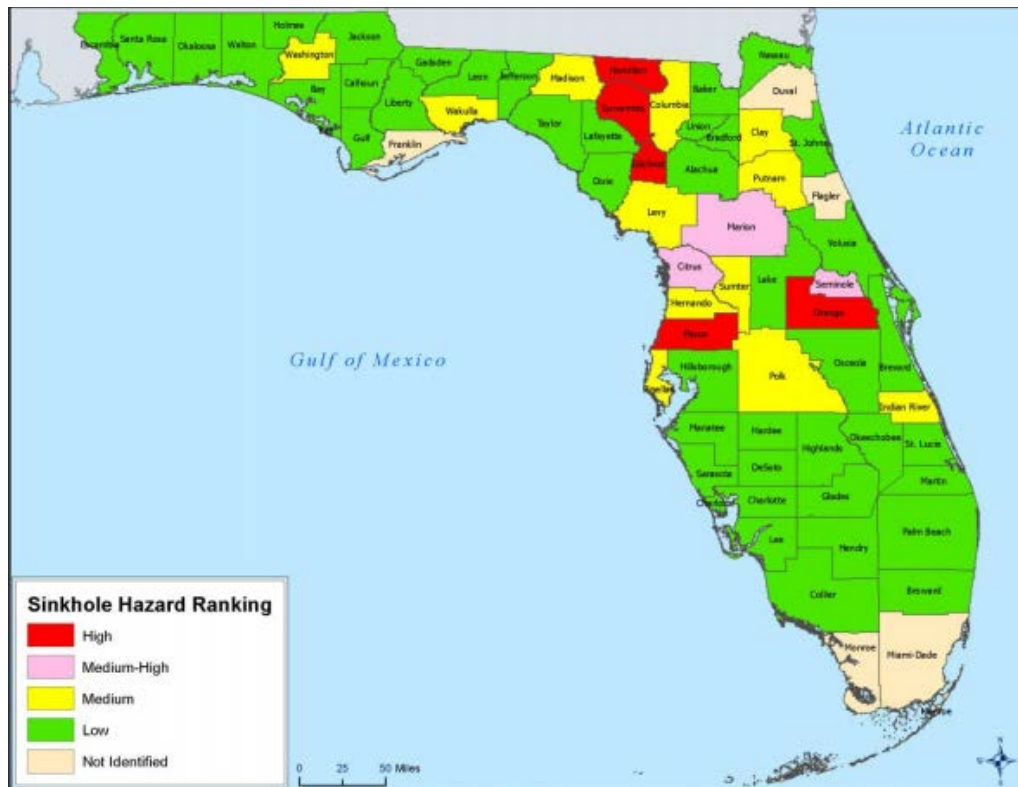 Holmes
Jackson
Escambia
Santa Rosa
Okaloosa
Walton
Washington
Gadsden
Nassau
Hamilton
Madison
Leon
Jefferson
Calhoun
Bay
Liberty
Baker
Duval
Columbia
Suwannee
Wakulla
Taylor
Union
Bradford
Clay
St. Johns
Atlantic
Ocean
Gulf
Franklin
Lafayette
Gilchrist
Alachua
Putnam
Dixie
Flagler
Levy
Marion
Volusia
Citrus
Lake
Sumter
Seminole
Hernando
Orange
Pasco
Gulf of Mexico
Hillsborough
Osceola
Brevard
Polk
Pinellas
Indian River
Manatee
Hardee
Okeechobee
Highlands
St. Lucie
DeSoto
Sarasota
Martin
Charlotte
Charlotte
Glades
Palm Beach
Lee
Hendry
Collier
Broward
Monroe
Miami-Dade
Monroe
Sinkhole Hazard Ranking
High
Medium-High
Medium
Low
Not Identified
0 25 50 Miles
N
S